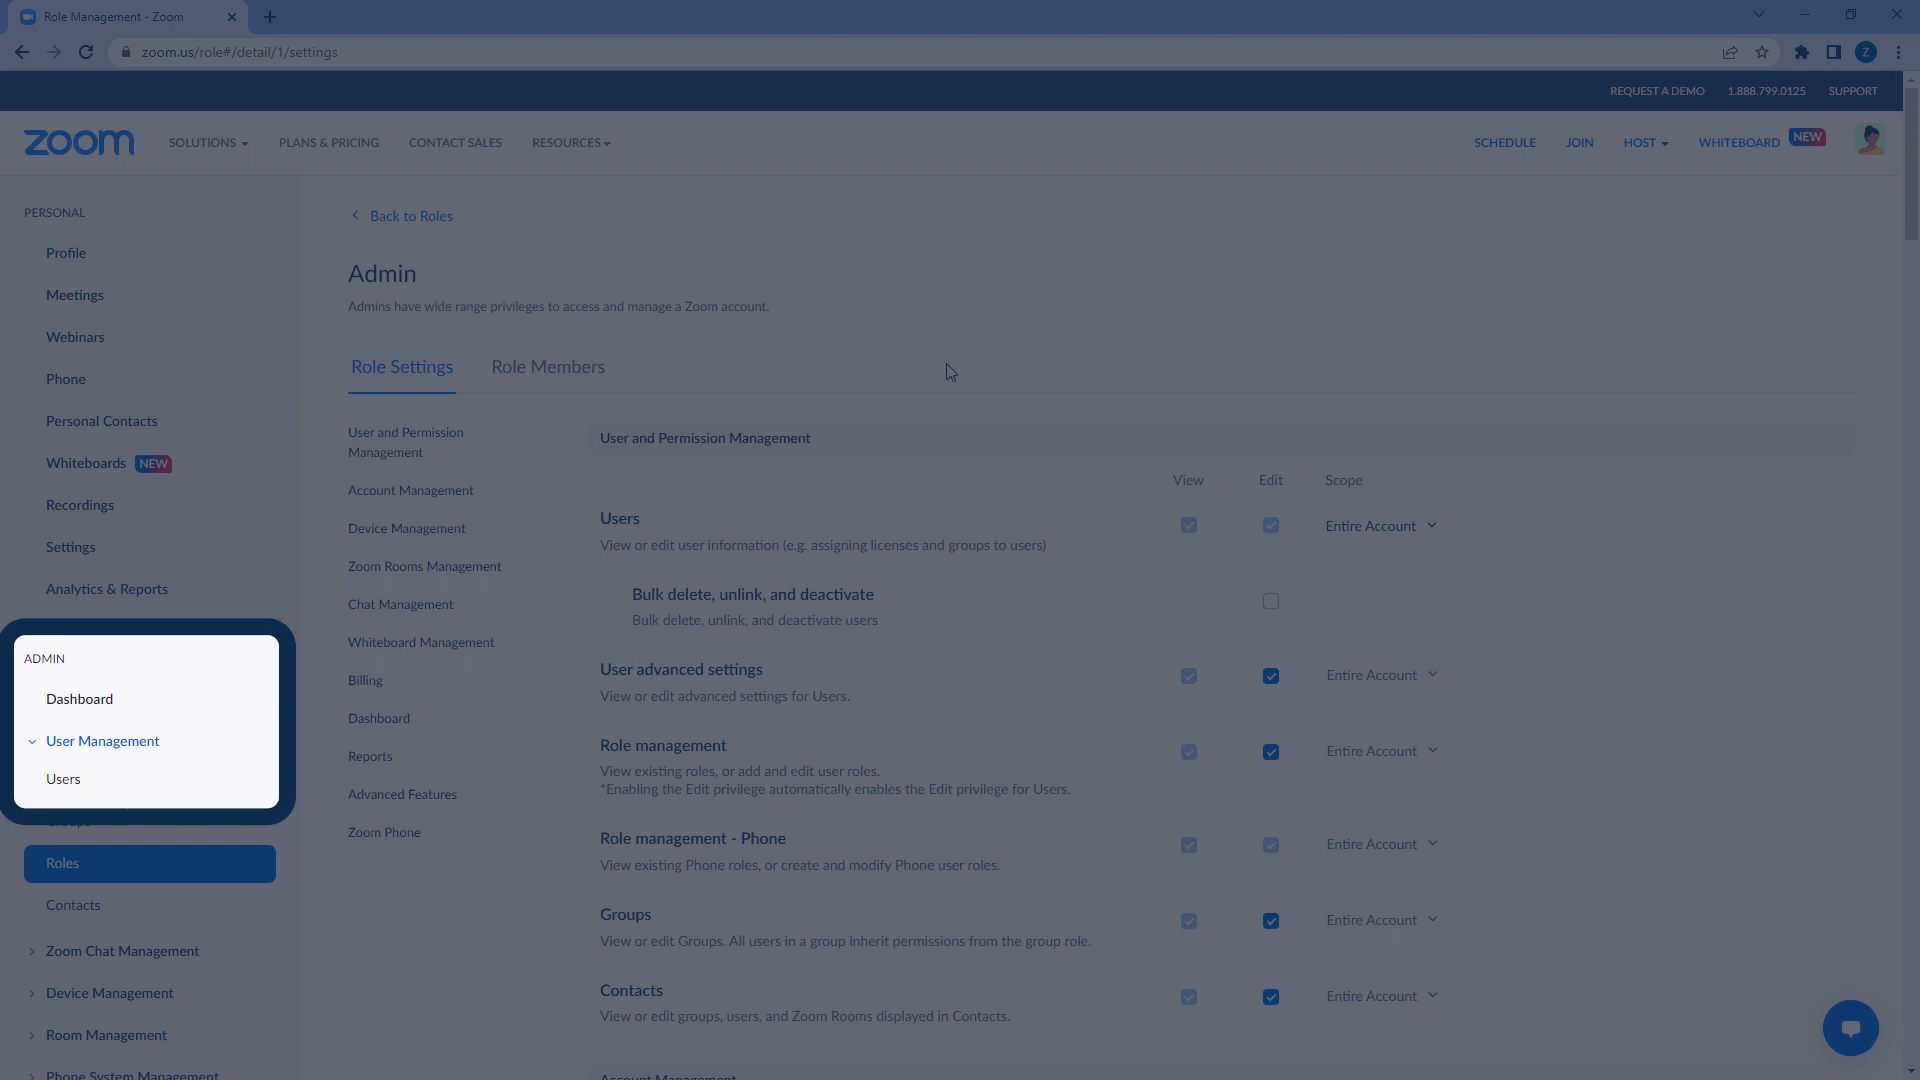 Role Management - Zoom
zoom.us/role#/detail/1/settings
Z
REQUEST A DEMO
1.888.799.0125
SUPPORT
zoom
SOLUTIONS
PLANS & PRICING
CONTACT SALES
RESOURCES
SCHEDULE
JOIN
HOST
WHITEBOARD
NEW
PERSONAL
Profile
Meetings
Webinars
Phone
Personal Contacts
Whiteboards NEW
Recordings
Settings
Analytics & Reports
ADMIN
Dashboard
User Management
Users
Groups
Roles
Contacts
Zoom Chat Management
Device Management
Room Management
Phone System Management
Back to Roles
Admin
Admins have wide range privileges to access and manage a Zoom account.
Role Settings
Role Members
User and Permission
Management
Account Management
Device Management
Zoom Rooms Management
Chat Management
Whiteboard Management
Billing
Dashboard
Reports
Advanced Features
Zoom Phone
User and Permission Management
View
Edit
Scope
Users
Entire Account
View or edit user information (e.g. assigning licenses and groups to users)
Bulk delete, unlink, and deactivate
Bulk delete, unlink, and deactivate users
User advanced settings
Entire Account
View or edit advanced settings for Users.
Role management
Entire Account
View existing roles, or add and edit user roles.
*Enabling the Edit privilege automatically enables the Edit privilege for Users.
Role management - Phone
Entire Account
View existing Phone roles, or create and modify Phone user roles.
Groups
Entire Account
View or edit Groups. All users in a group inherit permissions from the group role.
Contacts
Entire Account
View or edit groups, users, and Zoom Rooms displayed in Contacts.
Account Management